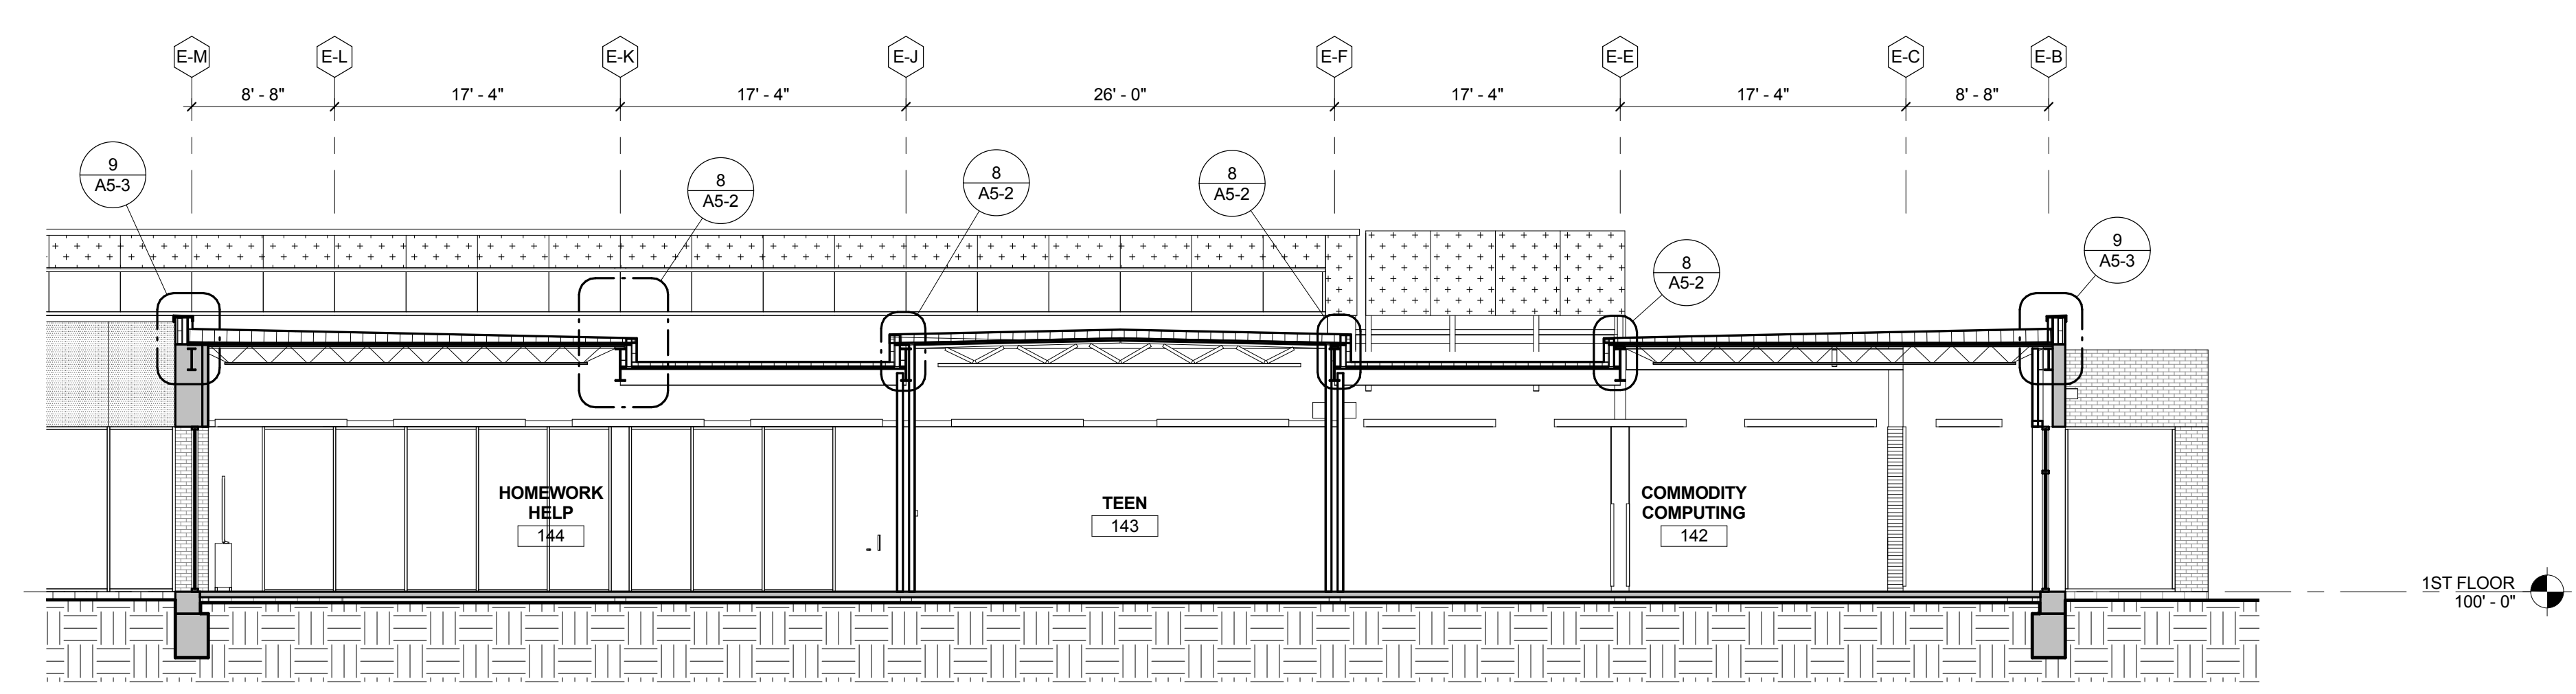 E-M
E-L
E-K
E-J
E-F
E-E
E-C
E-B
8' - 8"
17' - 4"
17' - 4"
26' - 0"
17' - 4"
17' - 4"
8' - 8"
9
A5-3
8
A5-2
8
A5-2
8
A5-2
8
A5-2
9
A5-3
HOMEWORK
HELP
144
TEEN
143
COMMODITY
COMPUTING
142
1ST FLOOR
100' - 0"